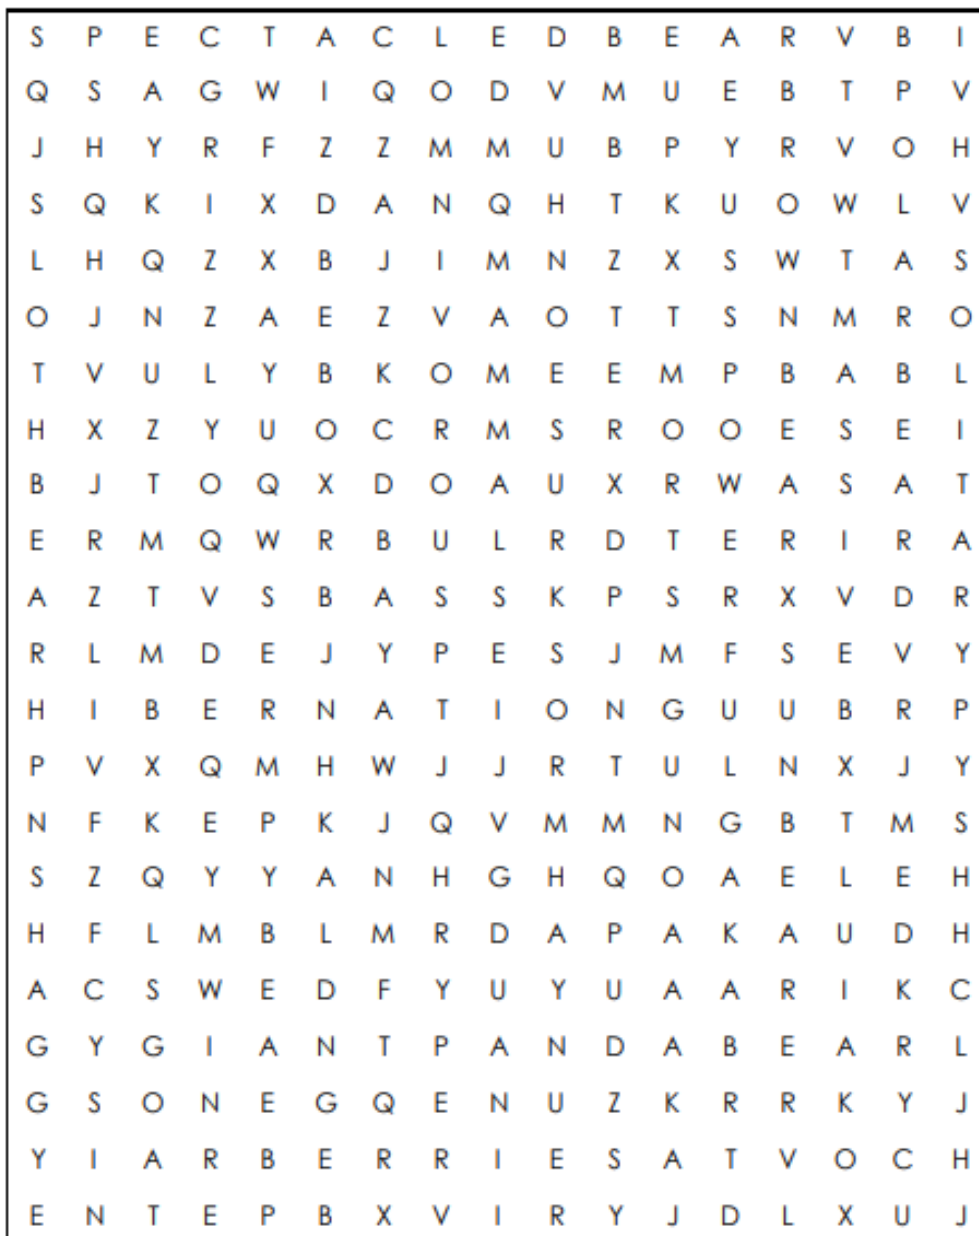 S P E C T A C L E D B E A R V B I
Q S A G W I Q O D V M U E B T P V
J H Y R F Z Z M M U B P Y R V O H
S Q K I X D A N Q H T K U O W L V
L H Q Z X B J I M N Z X S W T A S
O J N Z A E Z V A O T T S N M R O
T V U L Y B K O M E E M P B A B L
H X Z Y U O C R M S R O O E S E I
B J T O Q X D O A U X R W A S A T
E R M Q W R B U L R D T E R I R A
A Z T V S B A S S K P S R X V D R
R L M D E J Y P E S J M F S E V Y
H I B E R N A T I O N G U U B R P
P V X Q M H W J J R T U L N X J Y
N F K E P K J Q V M M N G B T M S
S Z Q Y Y A N H G H Q O A E L E H
H F L M B L M R D A P A K A U D H
A C S W E D F Y U Y U A A R I K C
G Y G I A N T P A N D A B E A R L
G S O N E G Q E N U Z K R R K Y J
Y I A R B E R R I E S A T V O C H
E N T E P B X V I R Y J D L X U J